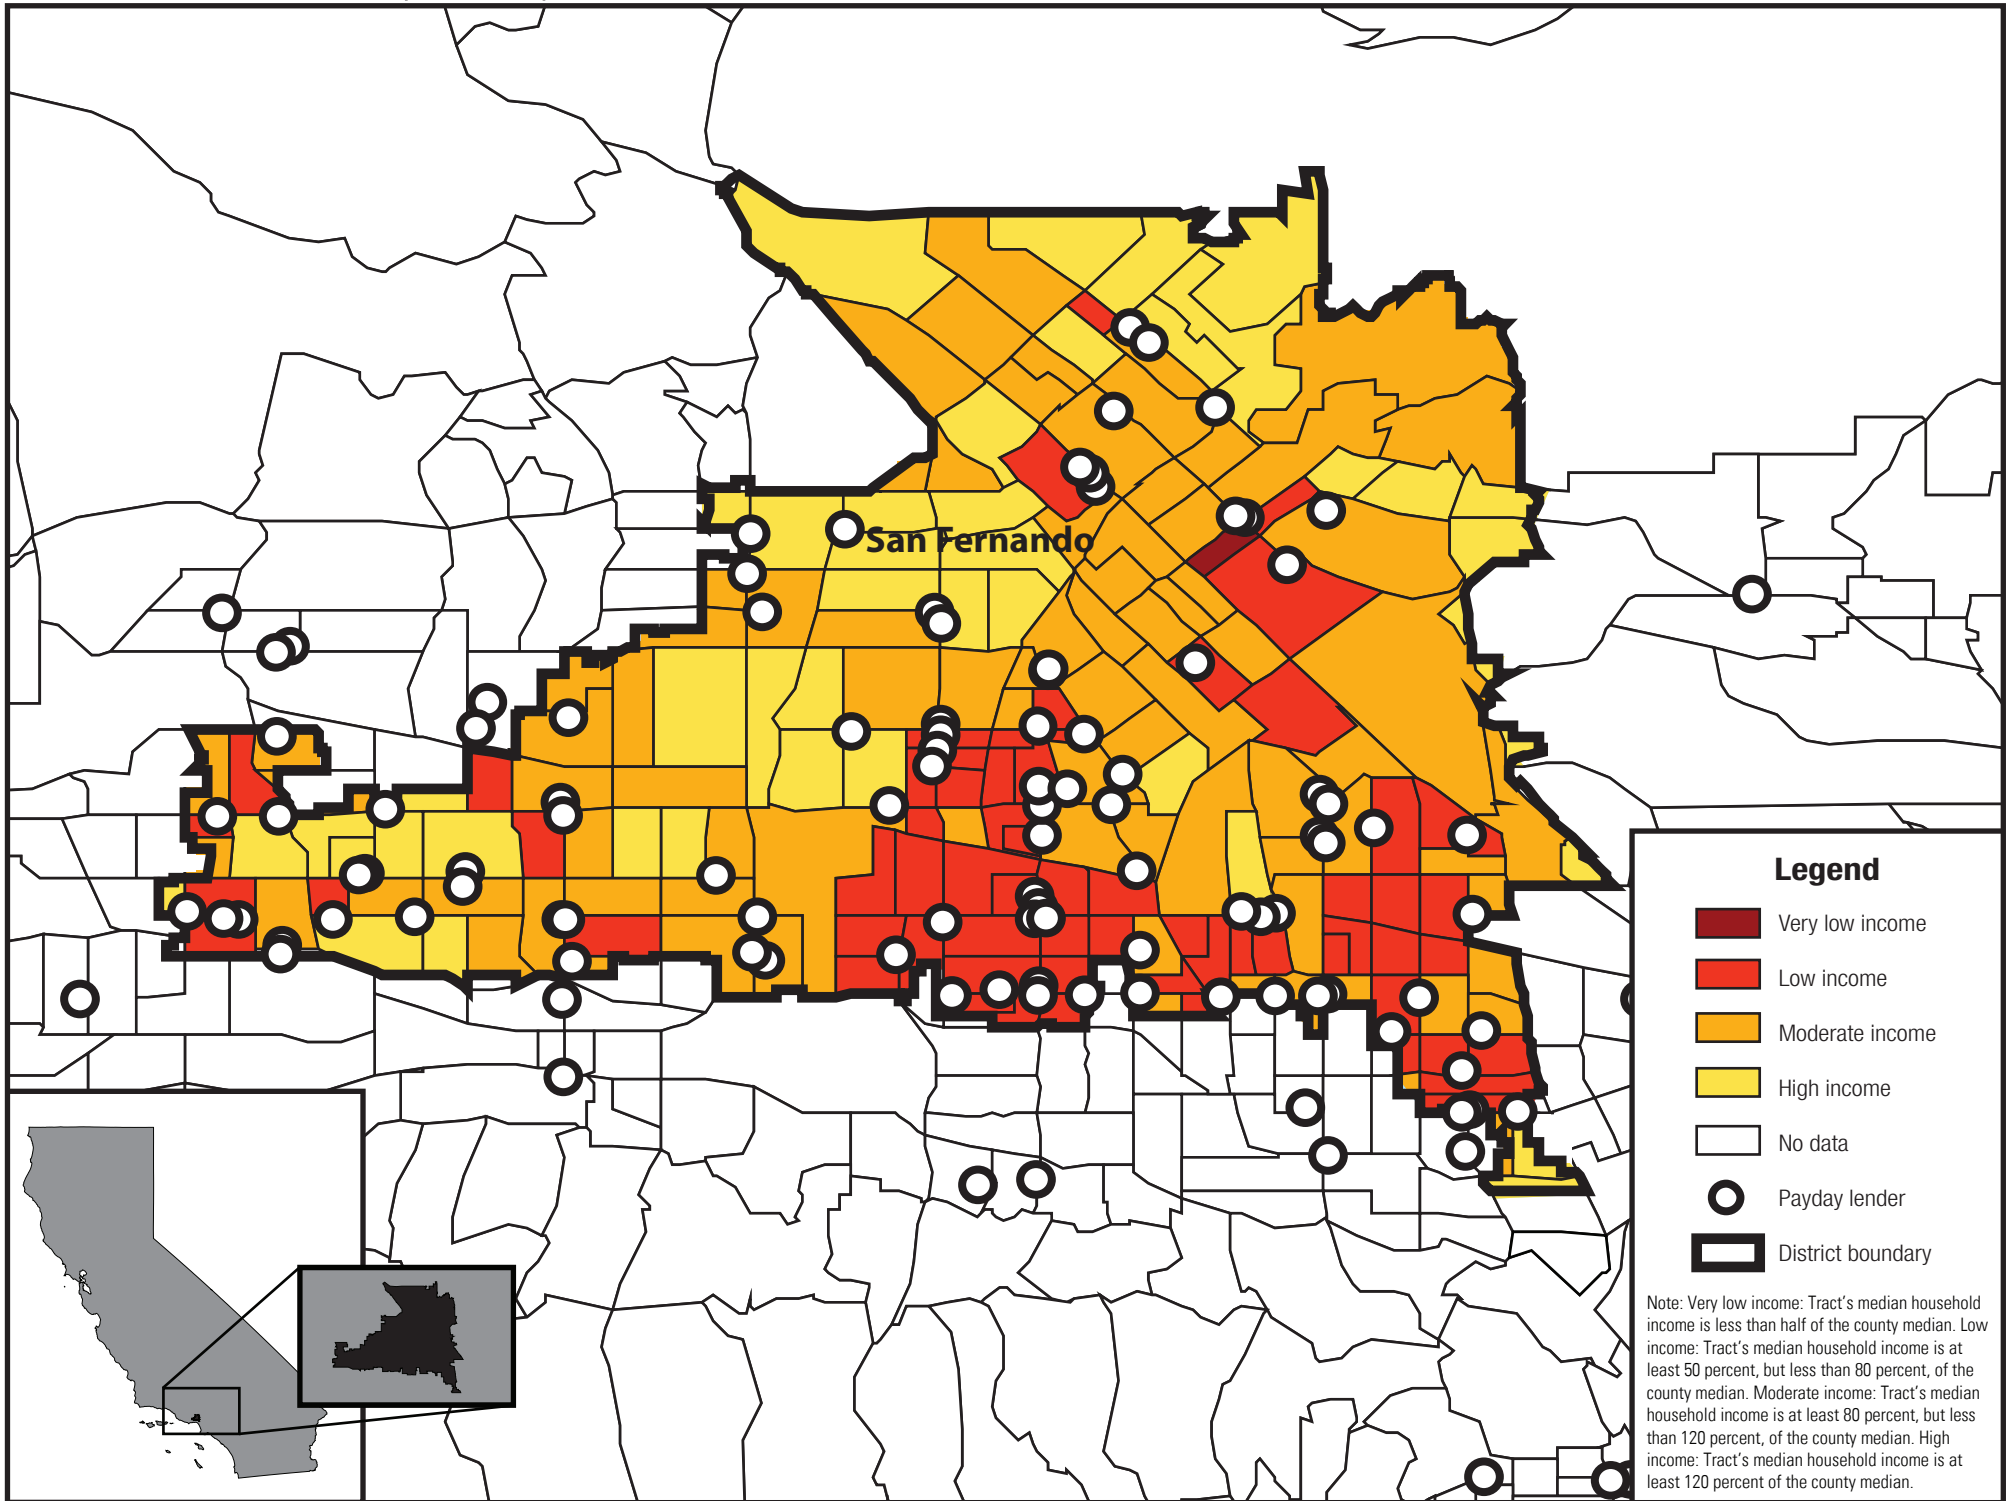 San Fernando
Legend
Very low income
Low income
Moderate income
High income
No data
Payday lender
District boundary
Note: Very low income: Tract's median household
income is less than half of the county median. Low
income: Tract's median household income is at
least 50 percent, but less than 80 percent, of the
county median. Moderate income: Tract's median
household income is at least 80 percent, but less
than 120 percent, of the county median. High
income: Tract's median household income is at
least 120 percent of the county median.